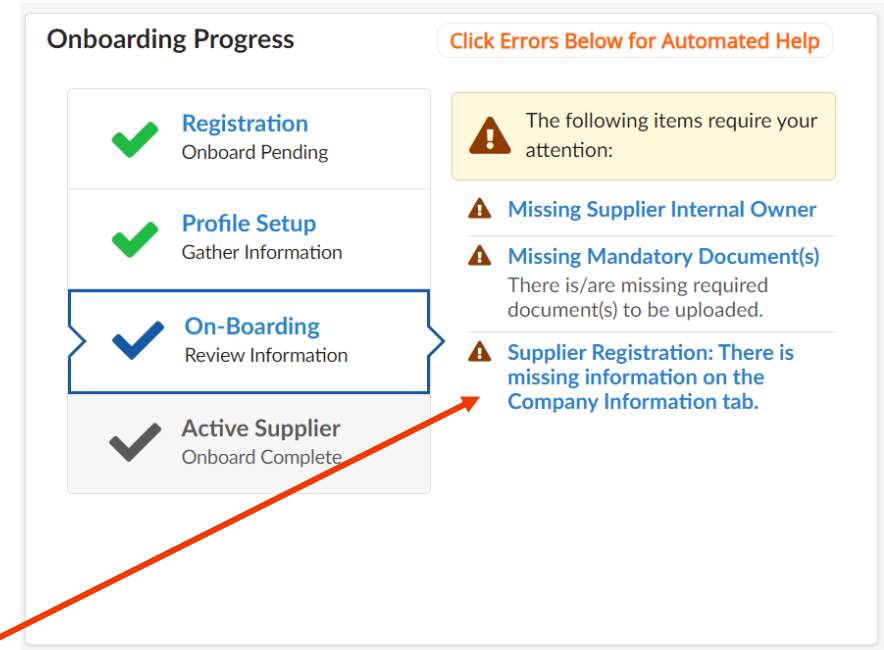 Onboarding Progress
Click Errors Below for Automated Help
Registration
Onboard Pending
Profile Setup
Gather Information
On-Boarding
Review Information
Active Supplier
Onboard Complete
The following items require your
attention:
Missing Supplier Internal Owner
Missing Mandatory Document(s)
There is/are missing required
document(s) to be uploaded.
Supplier Registration: There is
missing information on the
Company Information tab.